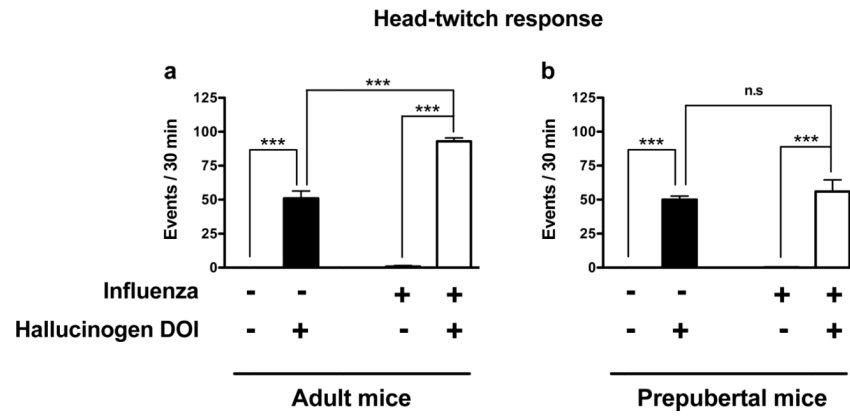 Head-twitch response
a
b
*** *** ***
n.s *** ***
Events / 30 min
125
100
75
50
25
0
Events / 30 min
125
100
75
50
25
0
Influenza - - + + - - + +
Hallucinogen DOI - + - + - + - +
Adult mice
Prepubertal mice